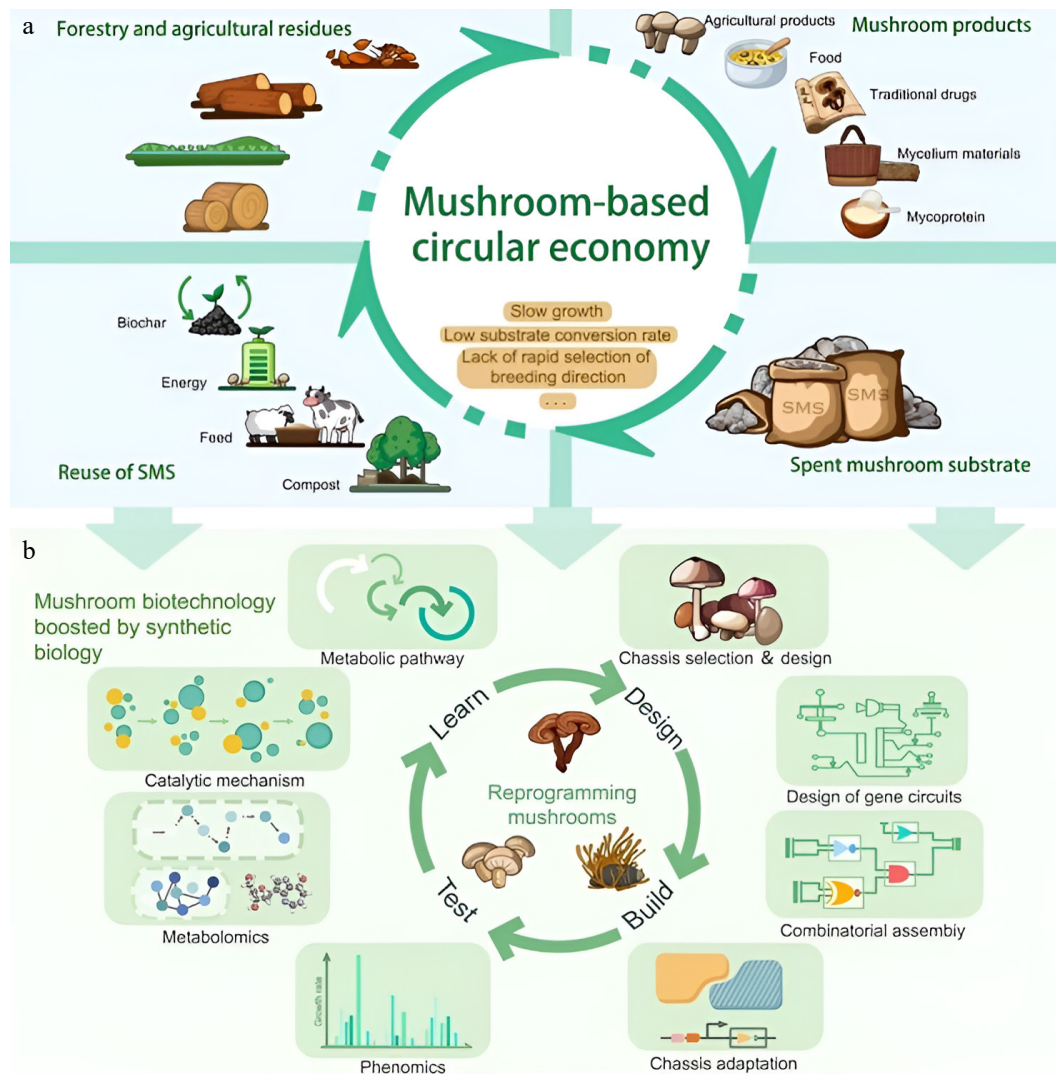 a
Forestry and agricultural residues
Agricultural products
Mushroom products
Food
Traditional drugs
Mycelium materials
Mycoprotein
Mushroom-based
circular economy
Slow growth
Low substrate conversion rate
Lack of rapid selection of
breeding direction
...
Biochar
Energy
Feed
Compost
Reuse of SMS
SMS
SMS
Spent mushroom substrate
b
Mushroom biotechnology
boosted by synthetic
biology
Metabolic pathway
Chassis selection & design
Catalytic mechanism
Learn
Design
Design of gene circuits
Reprogramming
mushrooms
Metabolomics
Test
Build
Combinatorial assembly
Growth rate
Phenomics
Chassis adaptation